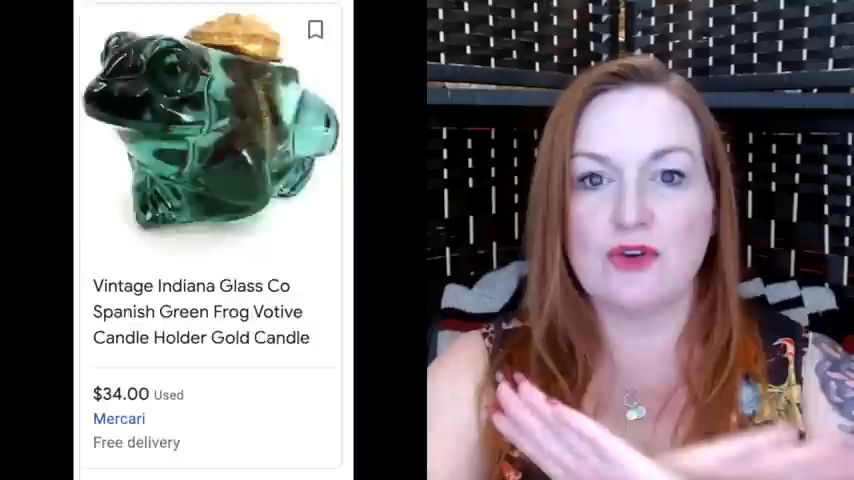 Vintage Indiana Glass Co
Spanish Green Frog Votive
Candle Holder Gold Candle
$34.00 Used
Mercari
Free delivery